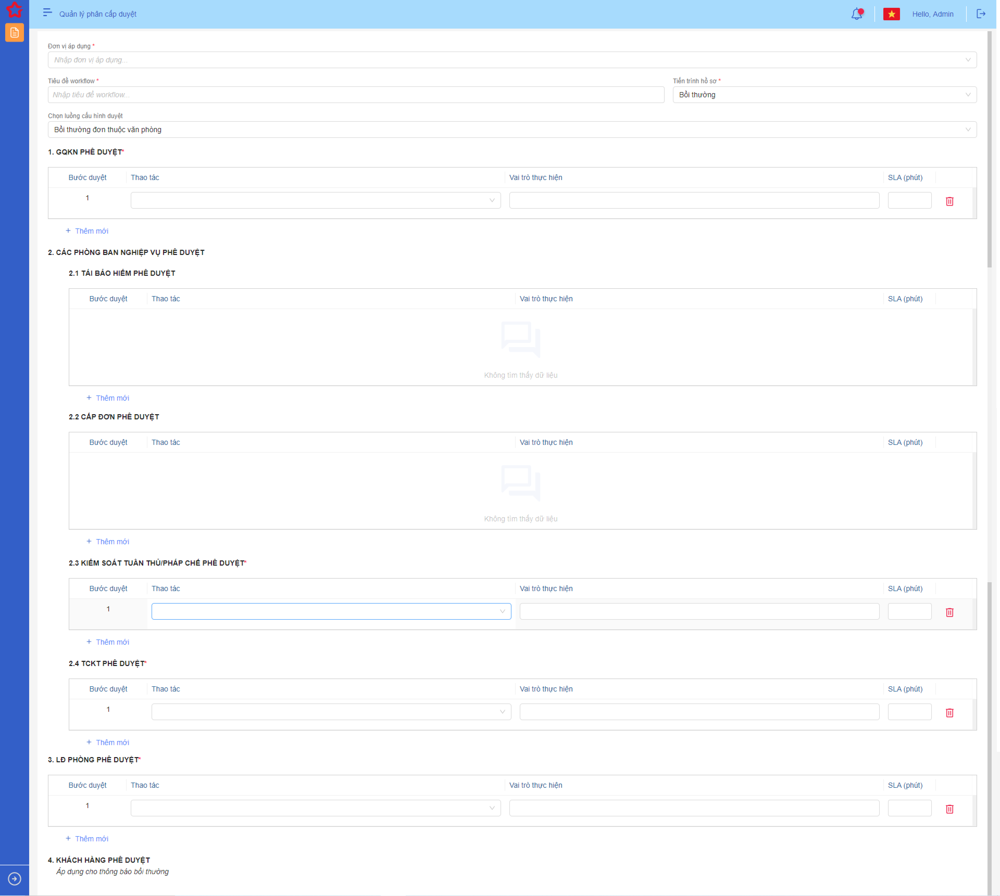 Quản lý phân cấp duyệt
Hello, Admin
Đơn vị áp dụng *
Nhập đơn vị áp dụng...
Tiêu đề workflow * Tiến trình hồ sơ *
Nhập tiêu đề workflow... Bồi thường
Chọn luồng cấu hình duyệt
Bồi thường đơn thuộc văn phòng
1. GQKN PHÊ DUYỆT*
Bước duyệt Thao tác Vai trò thực hiện SLA (phút)
1
+ Thêm mới
2. CÁC PHÒNG BAN NGHIỆP VỤ PHÊ DUYỆT
2.1 TÁI BẢO HIỂM PHÊ DUYỆT
Bước duyệt Thao tác Vai trò thực hiện SLA (phút)
Không tìm thấy dữ liệu
+ Thêm mới
2.2 CẤP ĐƠN PHÊ DUYỆT
Bước duyệt Thao tác Vai trò thực hiện SLA (phút)
Không tìm thấy dữ liệu
+ Thêm mới
2.3 KIỂM SOÁT TUÂN THỦ/PHÁP CHẾ PHÊ DUYỆT*
Bước duyệt Thao tác Vai trò thực hiện SLA (phút)
1
+ Thêm mới
2.4 TCKT PHÊ DUYỆT*
Bước duyệt Thao tác Vai trò thực hiện SLA (phút)
1
+ Thêm mới
3. LĐ PHÒNG PHÊ DUYỆT*
Bước duyệt Thao tác Vai trò thực hiện SLA (phút)
1
+ Thêm mới
4. KHÁCH HÀNG PHÊ DUYỆT
Áp dụng cho thông báo bồi thường